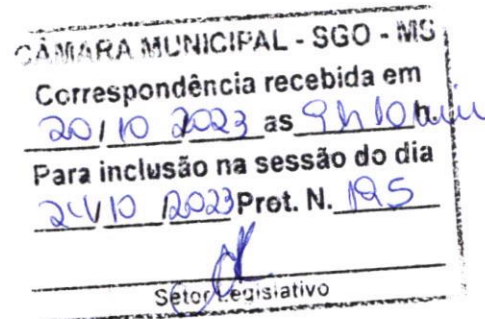 CÂMARA MUNICIPAL - SGO - MS
Correspondência recebida em
20/10 2023 as 9h10min h.
Para inclusão na sessão do dia
24/10 /2023 Prot. N. 195
Setor Legislativo